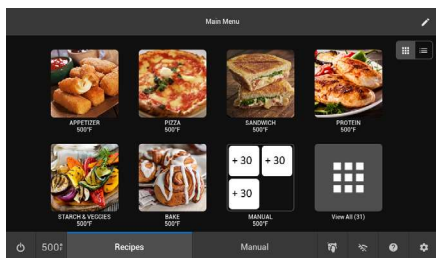 Main Menu
APPETIZER
500°F
PIZZA
500°F
SANDWICH
500°F
PROTEIN
500°F
STARCH & VEGGIES
500°F
BAKE
500°F
+ 30 + 30
+ 30
MANUAL
500°F
View All (31)
500°F Recipes Manual